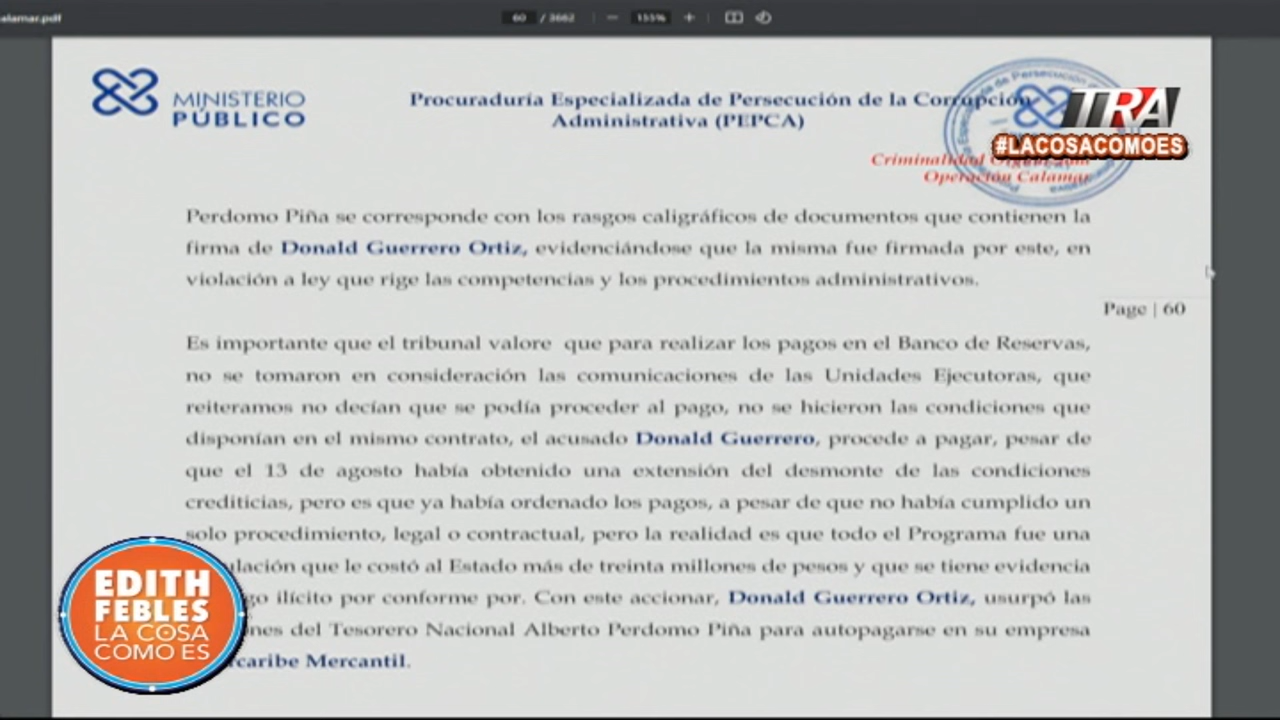 alamar.pdf
60 / 3662
155%
MINISTERIO
PÚBLICO
Procuraduría Especializada de Persecución de la Corrupción
Administrativa (PEPCA)
TRA
#LACOSACOMOES
Criminalidad
Operación Calamar
Perdomo Piña se corresponde con los rasgos caligráficos de documentos que contienen la
firma de Donald Guerrero Ortiz, evidenciándose que la misma fue firmada por este, en
violación a ley que rige las competencias y los procedimientos administrativos.
Page | 60
Es importante que el tribunal valore que para realizar los pagos en el Banco de Reservas,
no se tomaron en consideración las comunicaciones de las Unidades Ejecutoras, que
reiteramos no decían que se podía proceder al pago, no se hicieron las condiciones que
disponían en el mismo contrato, el acusado Donald Guerrero, procede a pagar, pesar de
que el 13 de agosto había obtenido una extensión del desmonte de las condiciones
crediticias, pero es que ya había ordenado los pagos, a pesar de que no había cumplido un
solo procedimiento, legal o contractual, pero la realidad es que todo el Programa fue una
ulación que le costó al Estado más de treinta millones de pesos y que se tiene evidencia
go ilícito por conforme por. Con este accionar, Donald Guerrero Ortiz, usurpó las
nes del Tesorero Nacional Alberto Perdomo Piña para autopagarse en su empresa
caribe Mercantil.
EDITH
FEBLES
LA COSA
COMO ES